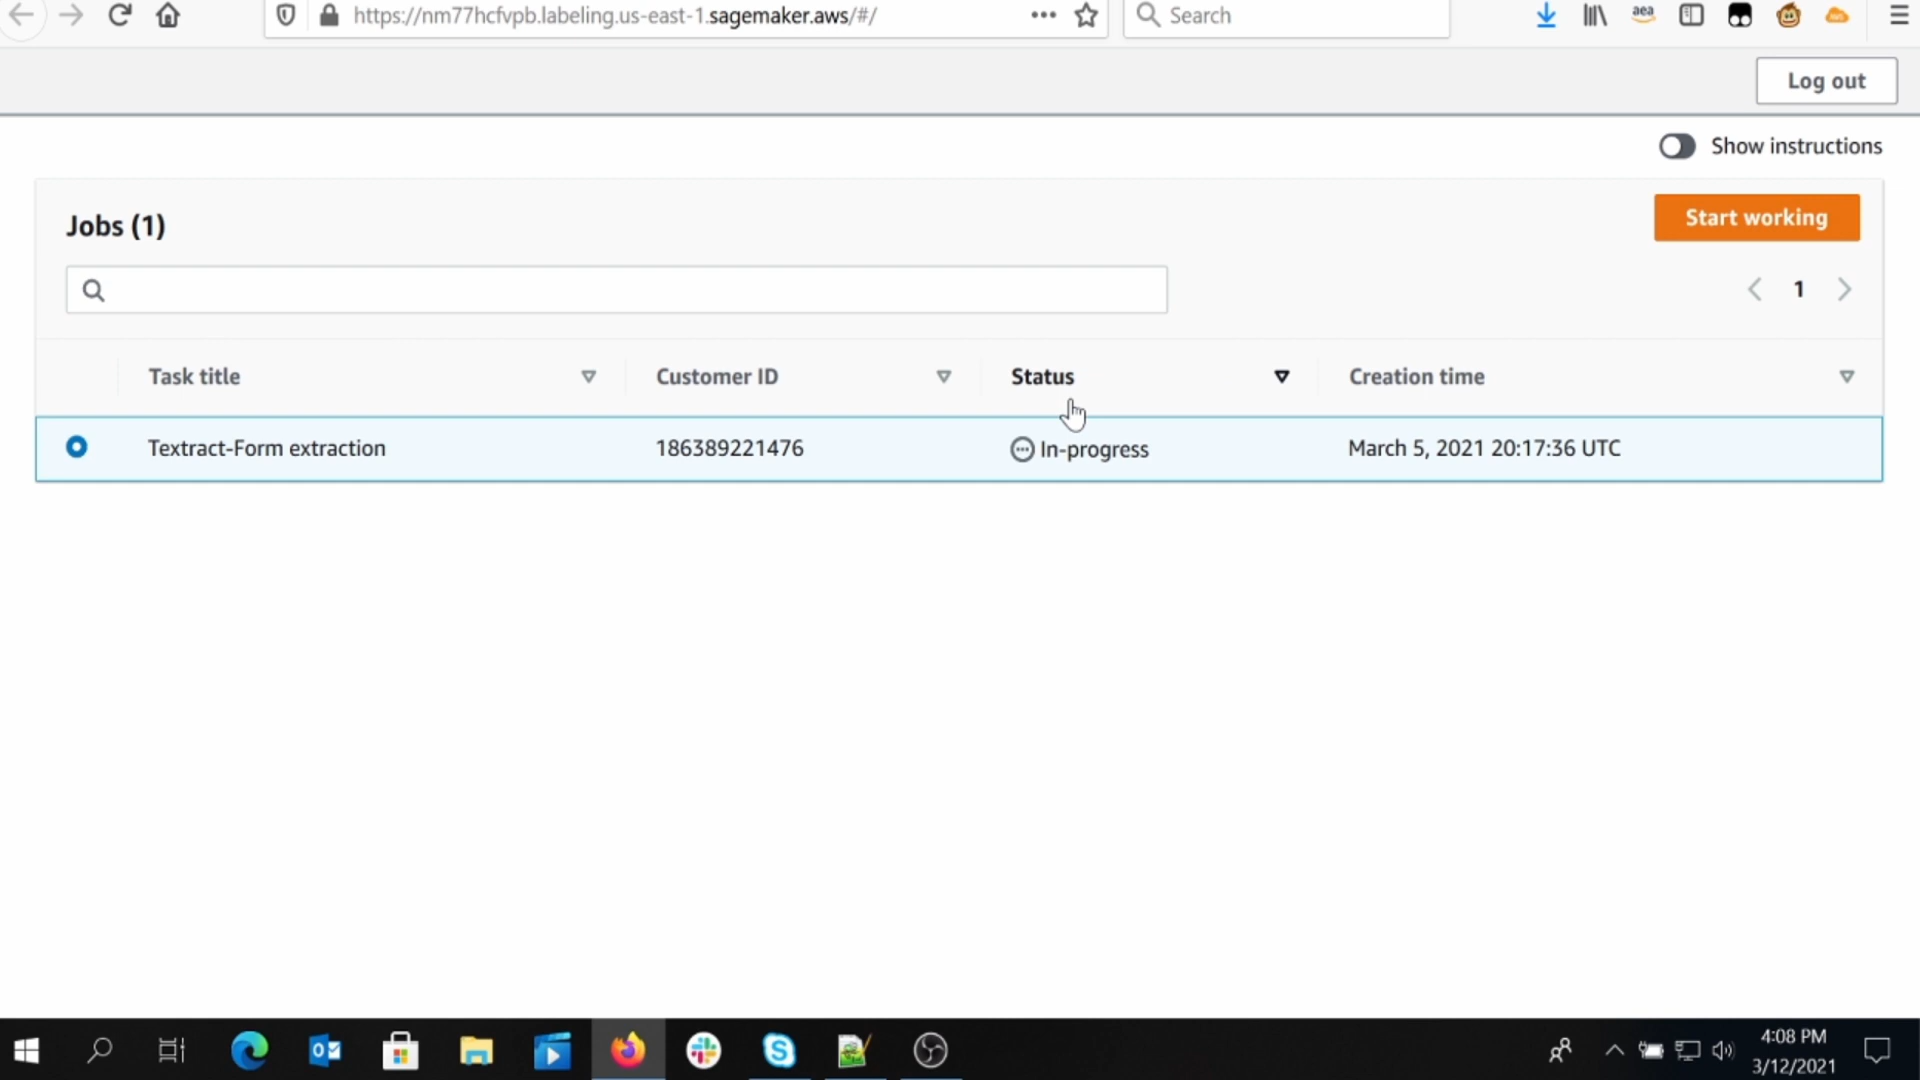 https://nm77hcfvpb.labeling.us-east-1.sagemaker.aws/#/
Search
aea
Log out
Show instructions
Jobs (1)
Start working
1
Task title
Customer ID
Status
Creation time
Textract-Form extraction
186389221476
In-progress
March 5, 2021 20:17:36 UTC
4:08 PM
3/12/2021